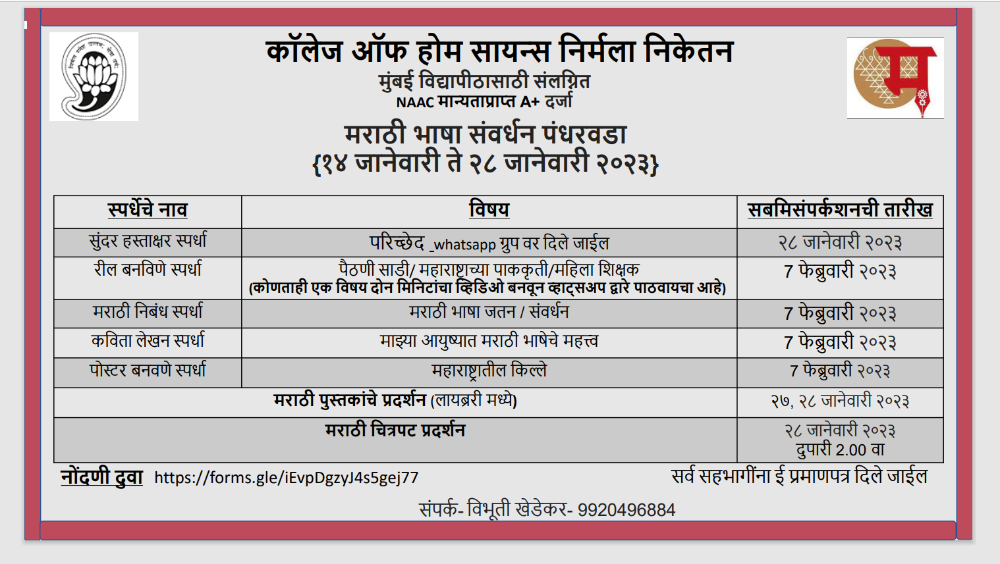 कॉलेज ऑफ होम सायन्स निर्मला निकेतन
मुंबई विद्यापीठासाठी संलग्नित
NAAC मान्यताप्राप्त A+ दर्जा
मराठी भाषा संवर्धन पंधरवडा
{१४ जानेवारी ते २८ जानेवारी २०२३}
स्पर्धेचे नाव विषय सबमिसंपर्कशनची तारीख
सुंदर हस्ताक्षर स्पर्धा परिच्छेद _whatsapp ग्रुप वर दिले जाईल २८ जानेवारी २०२३
रील बनविणे स्पर्धा पैठणी साडी/ महाराष्ट्राच्या पाककृती/महिला शिक्षक 7 फेब्रुवारी २०२३
(कोणताही एक विषय दोन मिनिटांचा व्हिडिओ बनवून व्हाट्सअप द्वारे पाठवायचा आहे)
मराठी निबंध स्पर्धा मराठी भाषा जतन / संवर्धन 7 फेब्रुवारी २०२३
कविता लेखन स्पर्धा माझ्या आयुष्यात मराठी भाषेचे महत्त्व 7 फेब्रुवारी २०२३
पोस्टर बनवणे स्पर्धा महाराष्ट्रातील किल्ले 7 फेब्रुवारी २०२३
मराठी पुस्तकांचे प्रदर्शन (लायब्ररी मध्ये) २७, २८ जानेवारी २०२३
मराठी चित्रपट प्रदर्शन २८ जानेवारी २०२३
दुपारी 2.00 वा
नोंदणी दुवा https://forms.gle/iEvpDgzyJ4s5gej77 सर्व सहभागींना ई प्रमाणपत्र दिले जाईल
संपर्क- विभूती खेडेकर- 9920496884